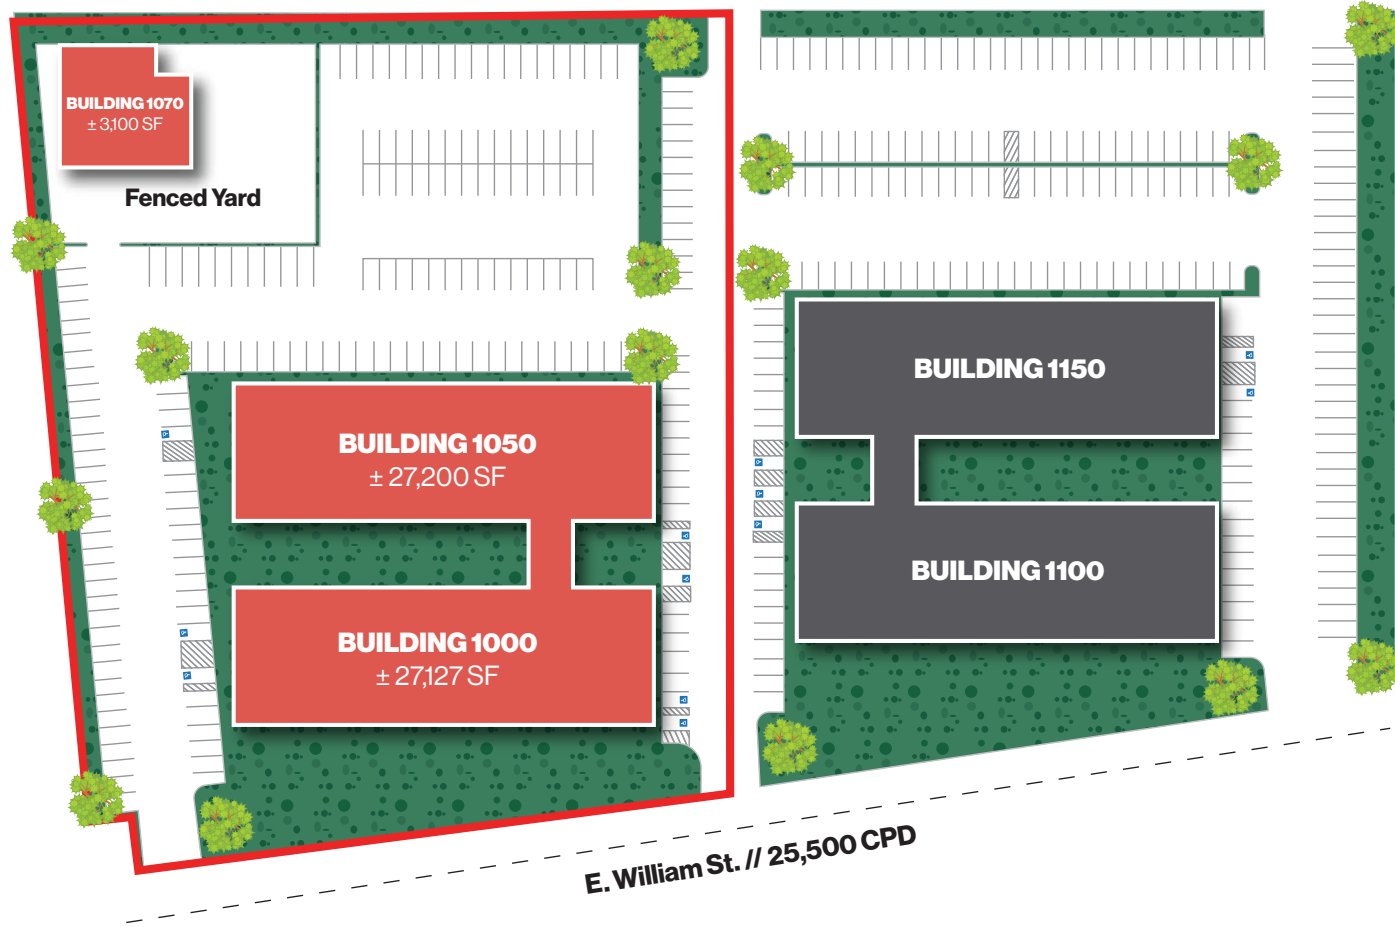 BUILDING 1070
± 3,100 SF
Fenced Yard
BUILDING 1050
± 27,200 SF
BUILDING 1000
± 27,127 SF
BUILDING 1150
BUILDING 1100
E. William St. // 25,500 CPD